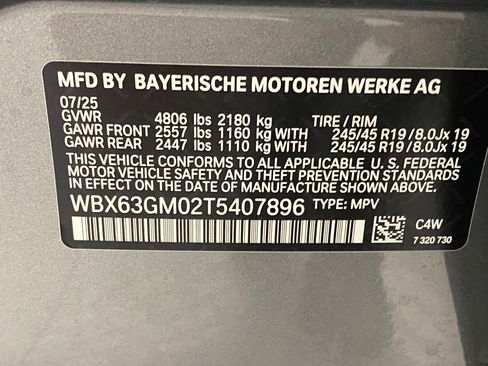 MFD BY BAYERISCHE MOTOREN WERKE AG
07/25
GVWR 4806 lbs 2180 kg TIRE / RIM
GAWR FRONT 2557 lbs 1160 kg WITH 245/45 R19 / 8.0Jx 19
GAWR REAR 2447 lbs 1110 kg WITH 245/45 R19 / 8.0Jx 19
THIS VEHICLE CONFORMS TO ALL APPLICABLE U. S. FEDERAL
MOTOR VEHICLE SAFETY AND THEFT PREVENTION STANDARDS
IN EFFECT ON THE DATE OF MANUFACTURE SHOWN ABOVE.
WBX63GM02T5407896 TYPE: MPV
C4W
7 320 730